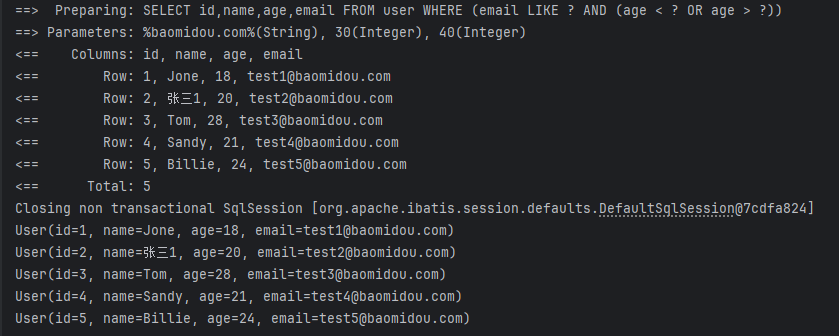 ==>  Preparing: SELECT id,name,age,email FROM user WHERE (email LIKE ? AND (age < ? OR age > ?))
==> Parameters: %baomidou.com%(String), 30(Integer), 40(Integer)
<==    Columns: id, name, age, email
<==        Row: 1, Jone, 18, test1@baomidou.com
<==        Row: 2, 张三1, 20, test2@baomidou.com
<==        Row: 3, Tom, 28, test3@baomidou.com
<==        Row: 4, Sandy, 21, test4@baomidou.com
<==        Row: 5, Billie, 24, test5@baomidou.com
<==      Total: 5
Closing non transactional SqlSession [org.apache.ibatis.session.defaults.DefaultSqlSession@7cdfa824]
User(id=1, name=Jone, age=18, email=test1@baomidou.com)
User(id=2, name=张三1, age=20, email=test2@baomidou.com)
User(id=3, name=Tom, age=28, email=test3@baomidou.com)
User(id=4, name=Sandy, age=21, email=test4@baomidou.com)
User(id=5, name=Billie, age=24, email=test5@baomidou.com)